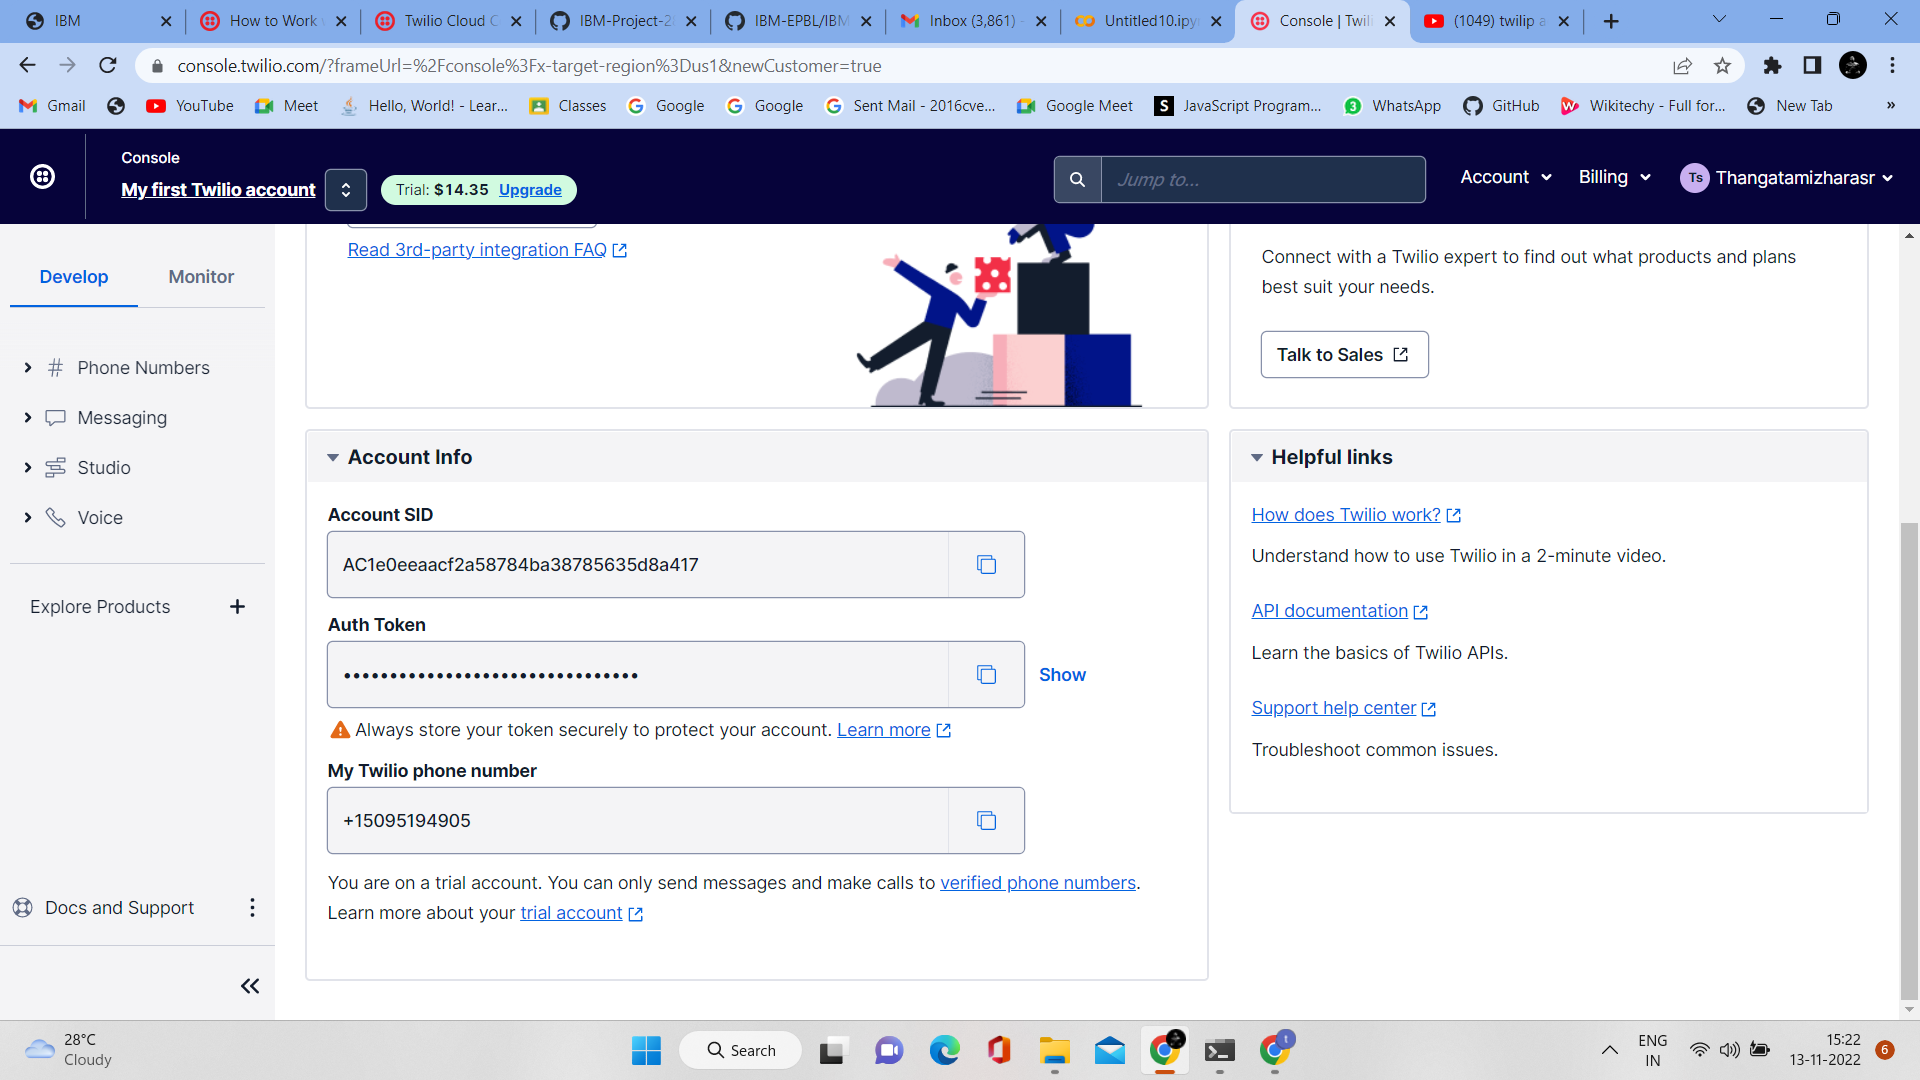 IBM
How to Work
Twilio Cloud C
IBM-Project-2
IBM-EPBL/IBM
Inbox (3,861) -
Untitled10.ipy
Console | Twil
(1049) twilip a
console.twilio.com/?frameUrl=%2Fconsole%3Fx-target-region%3Dus1&newCustomer=true
Gmail
YouTube
Meet
Hello, World! - Lear...
Classes
Google
Google
Sent Mail - 2016cve...
Google Meet
S
JavaScript Program...
3
WhatsApp
GitHub
Wikitechy - Full for...
New Tab
»
Console
My first Twilio account
Trial: $14.35 Upgrade
Jump to...
Account
Billing
Ts
Thangatamizharasr
Develop
Monitor
Phone Numbers
Messaging
Studio
Voice
Explore Products
Docs and Support
Read 3rd-party integration FAQ
Connect with a Twilio expert to find out what products and plans
best suit your needs.
Talk to Sales
Account Info
Account SID
AC1e0eeaacf2a58784ba38785635d8a417
Auth Token
••••••••••••••••••••••••••••••••
Show
Always store your token securely to protect your account. Learn more
My Twilio phone number
+15095194905
You are on a trial account. You can only send messages and make calls to verified phone numbers.
Learn more about your trial account
Helpful links
How does Twilio work?
Understand how to use Twilio in a 2-minute video.
API documentation
Learn the basics of Twilio APIs.
Support help center
Troubleshoot common issues.
28°C
Cloudy
Search
t
ENG
IN
15:22
13-11-2022
6